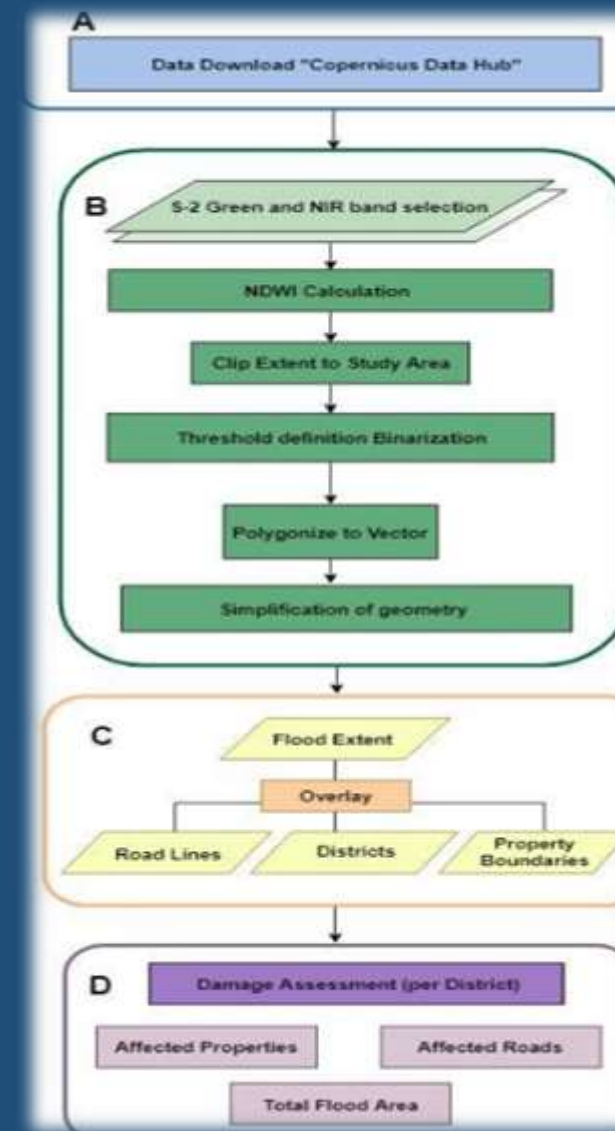 A
Data Download "Copernicus Data Hub"
B
S-2 Green and NIR band selection
NDWI Calculation
Clip Extent to Study Area
Threshold definition Binarization
Polygonize to Vector
Simplification of geometry
C
Flood Extent
Overlay
Road Lines
Districts
Property
Boundaries
D
Damage Assessment (per District)
Affected Properties
Affected Roads
Total Flood Area